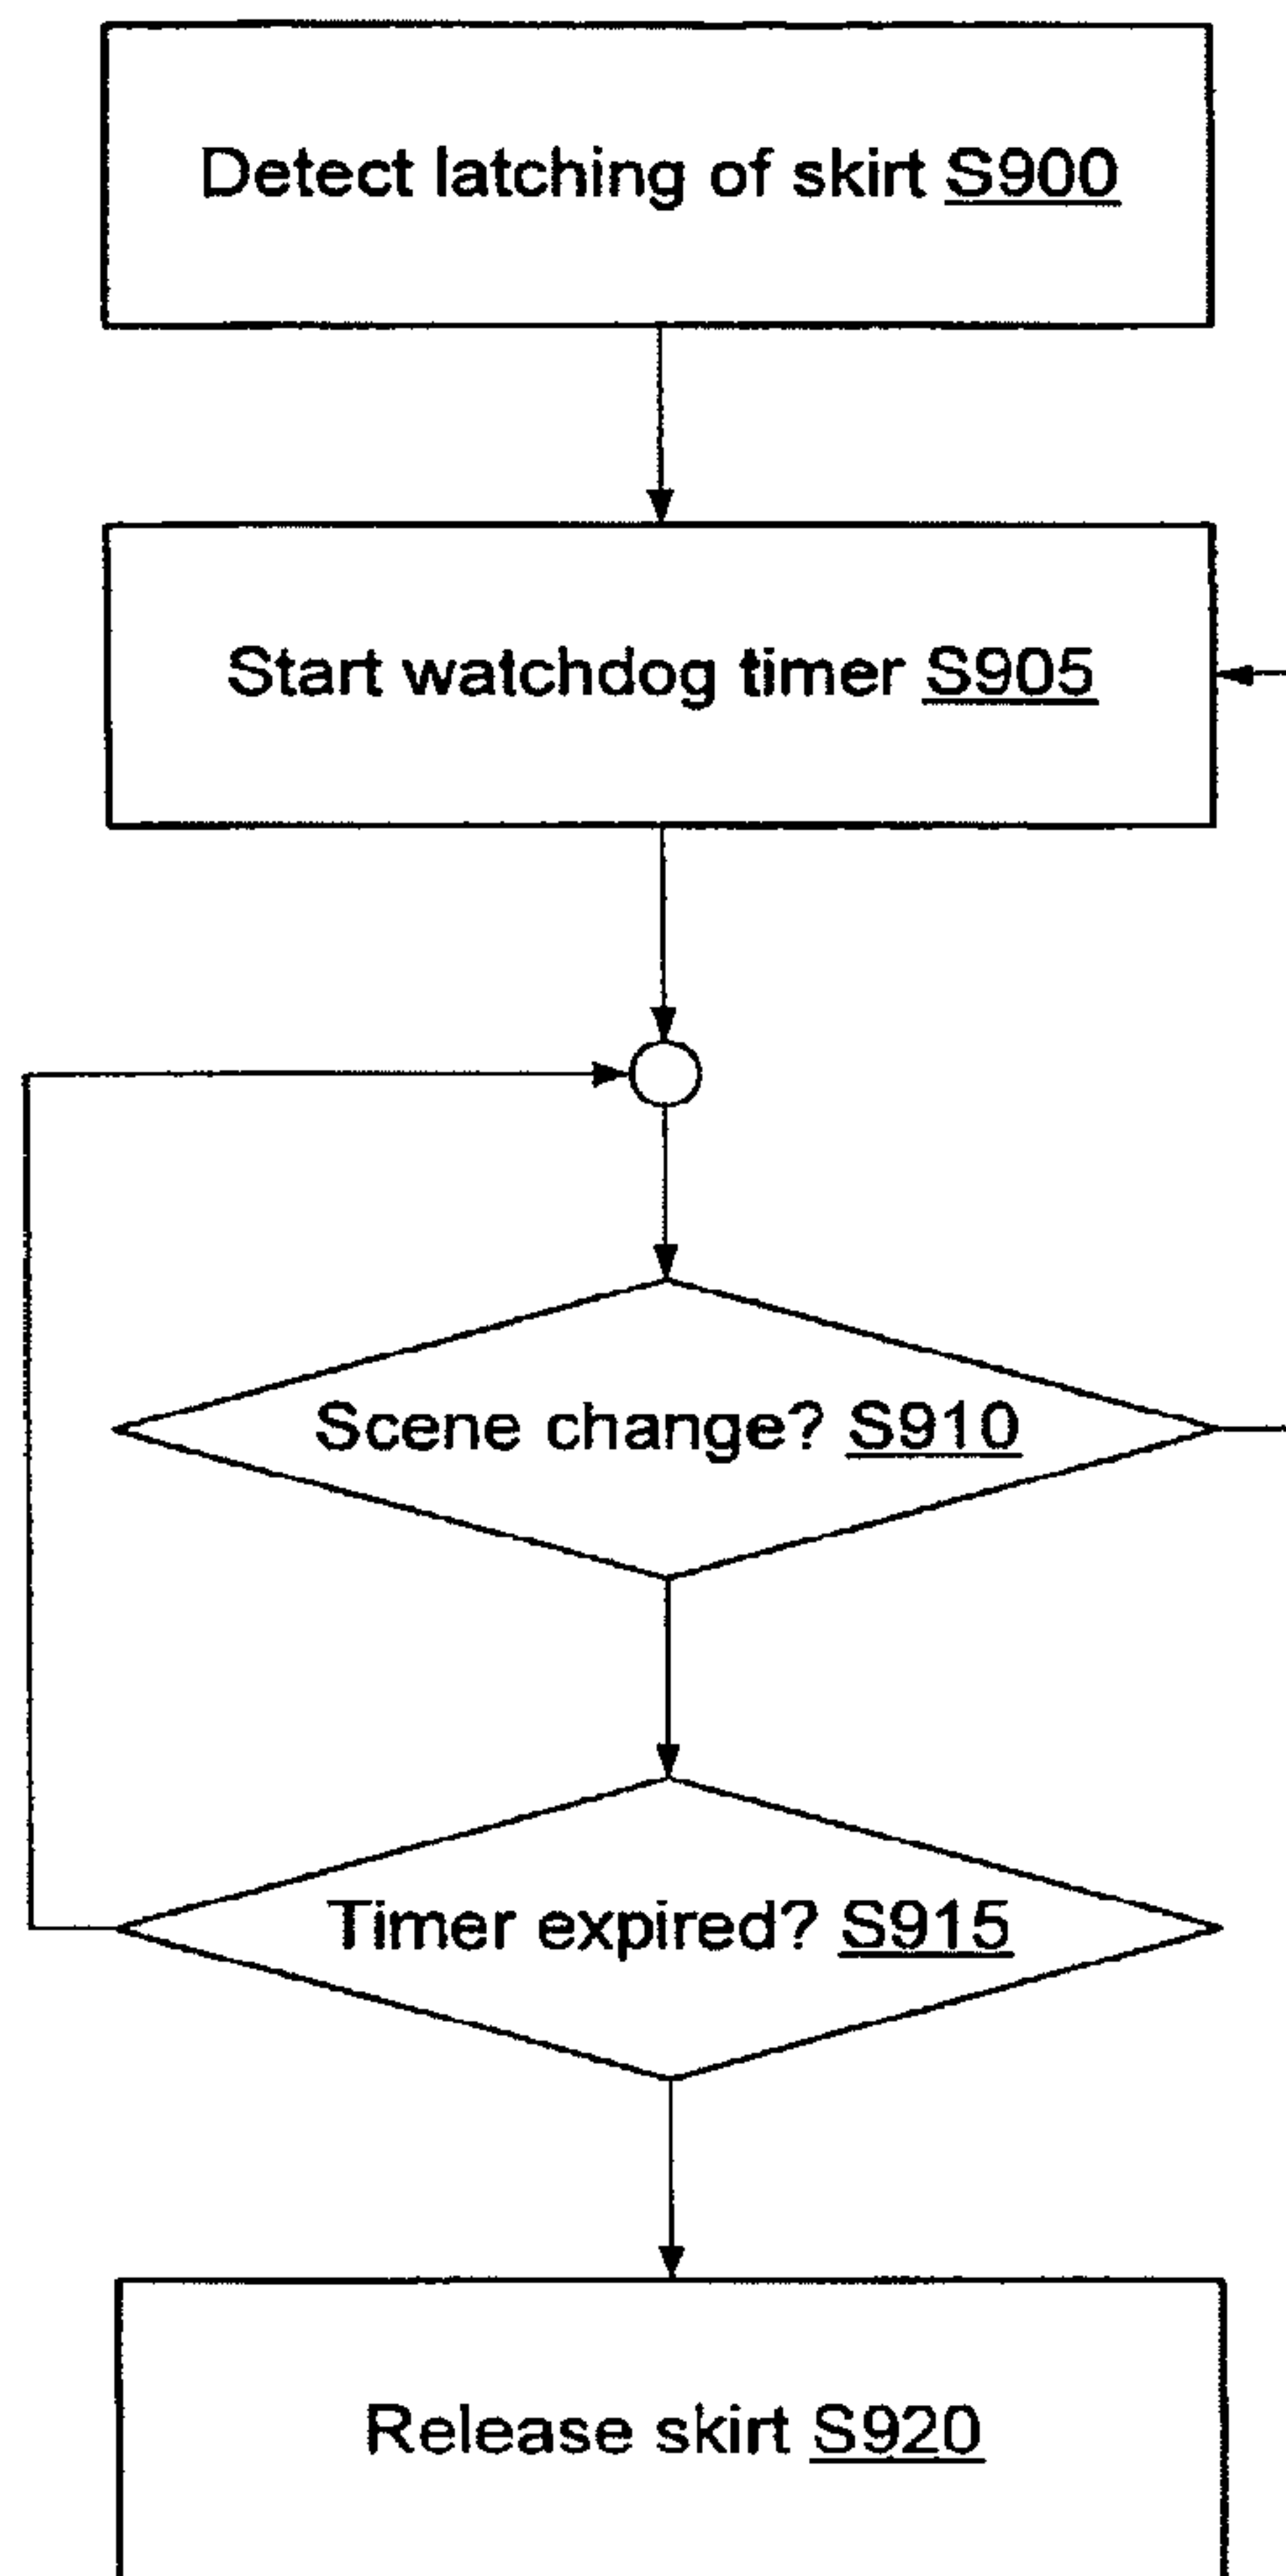 Detect latching of skirt S900
Start watchdog timer S905
Scene change? S910
Timer expired? S915
Release skirt S920